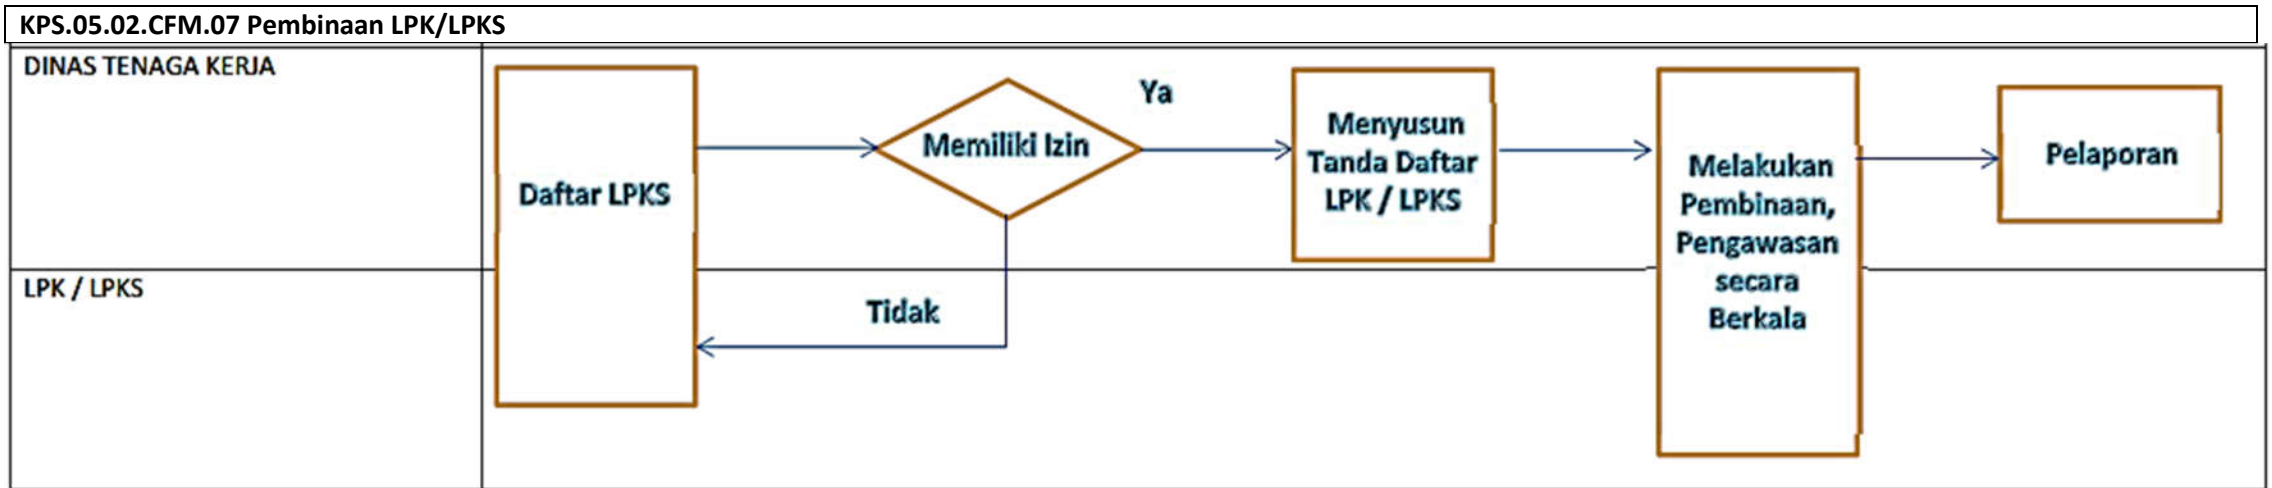 KPS.05.02.CFM.07 Pembinaan LPK/LPKS
DINAS TENAGA KERJA
Daftar LPKS
Memiliki Izin
Ya
Menyusun
Tanda Daftar
LPK / LPKS
Melakukan
Pembinaan,
Pengawasan
secara
Berkala
Pelaporan
LPK / LPKS
Tidak